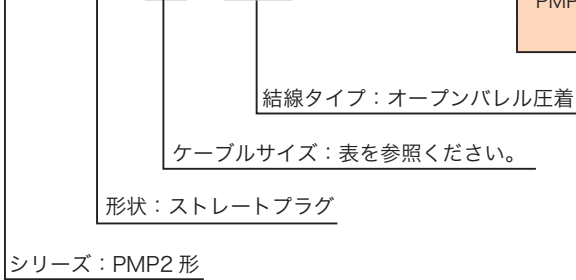 PMP
結線タイプ：オープンバレル圧着
ケーブルサイズ：表を参照ください。
形状：ストレートプラグ
シリーズ：PMP2 形